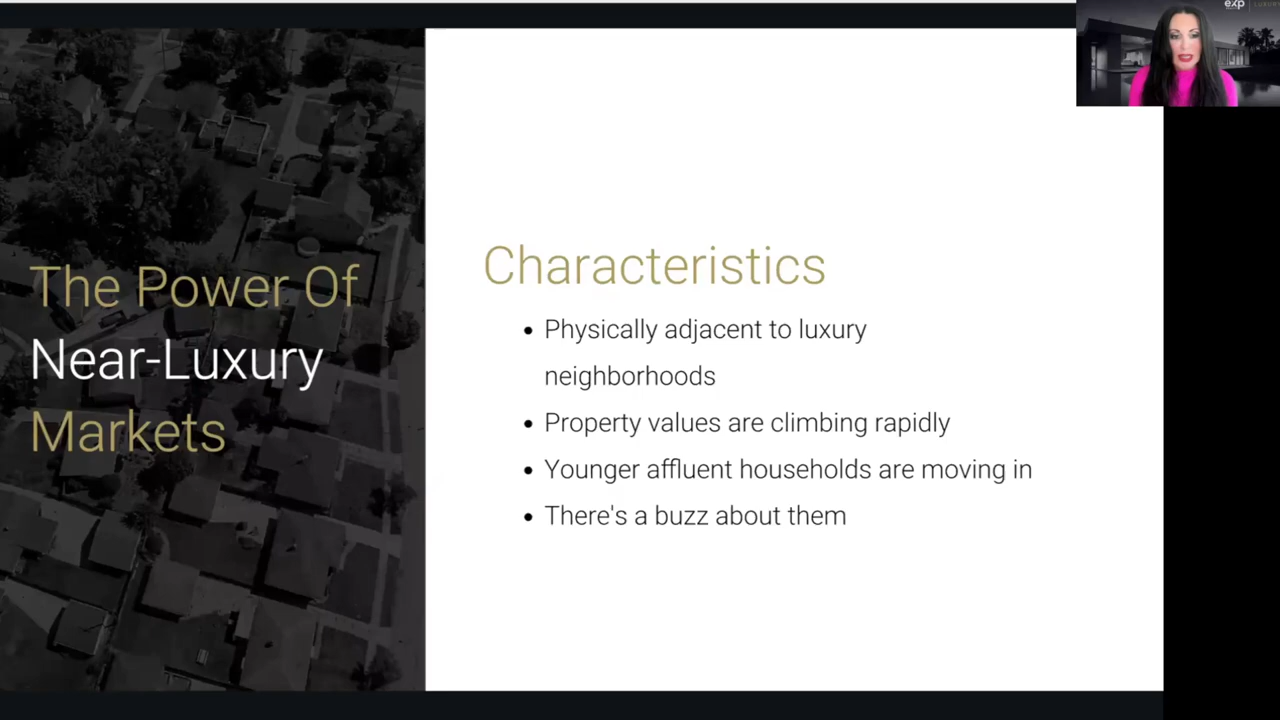 exp | LUXURY
The Power Of
Near-Luxury
Markets
Characteristics
• Physically adjacent to luxury
neighborhoods
• Property values are climbing rapidly
• Younger affluent households are moving in
• There's a buzz about them